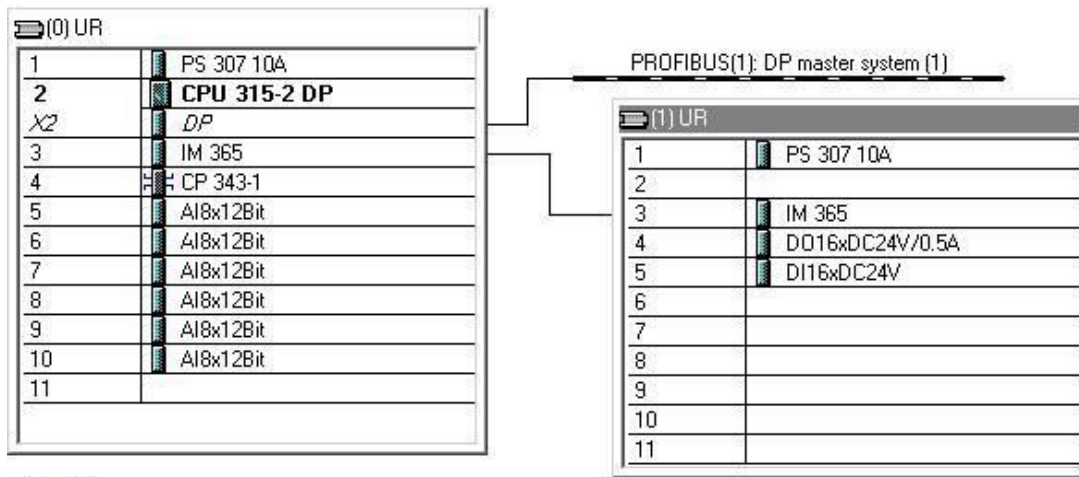 (0) UR
1 PS 307 10A
2 CPU 315-2 DP
X2 DP
3 IM 365
4 CP 343-1
5 AI8x12Bit
6 AI8x12Bit
7 AI8x12Bit
8 AI8x12Bit
9 AI8x12Bit
10 AI8x12Bit
11
PROFIBUS(1): DP master system (1)
(1) UR
1 PS 307 10A
2
3 IM 365
4 DO16xDC24V/0.5A
5 DI16xDC24V
6
7
8
9
10
11